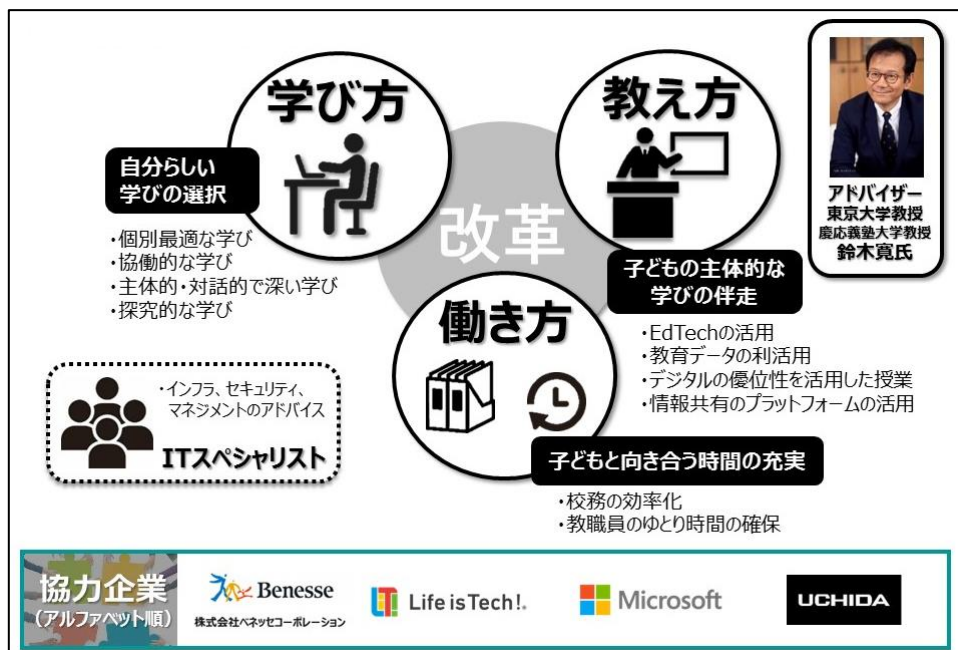 学び方
自分らしい
学びの選択
・個別最適な学び
・協働的な学び
・主体的・対話的で深い学び
・探究的な学び
改革
教え方
子どもの主体的な
学びの伴走
・EdTechの活用
・教育データの利活用
・デジタルの優位性を活用した授業
・情報共有のプラットフォームの活用
アドバイザー
東京大学教授
慶応義塾大学教授
鈴木寛氏
働き方
子どもと向き合う時間の充実
・校務の効率化
・教職員のゆとり時間の確保
・インフラ、セキュリティ、
マネジメントのアドバイス
ITスペシャリスト
協力企業
(アルファベット順)
Benesse
株式会社ベネッセコーポレーション
Life is Tech!.
Microsoft
UCHIDA